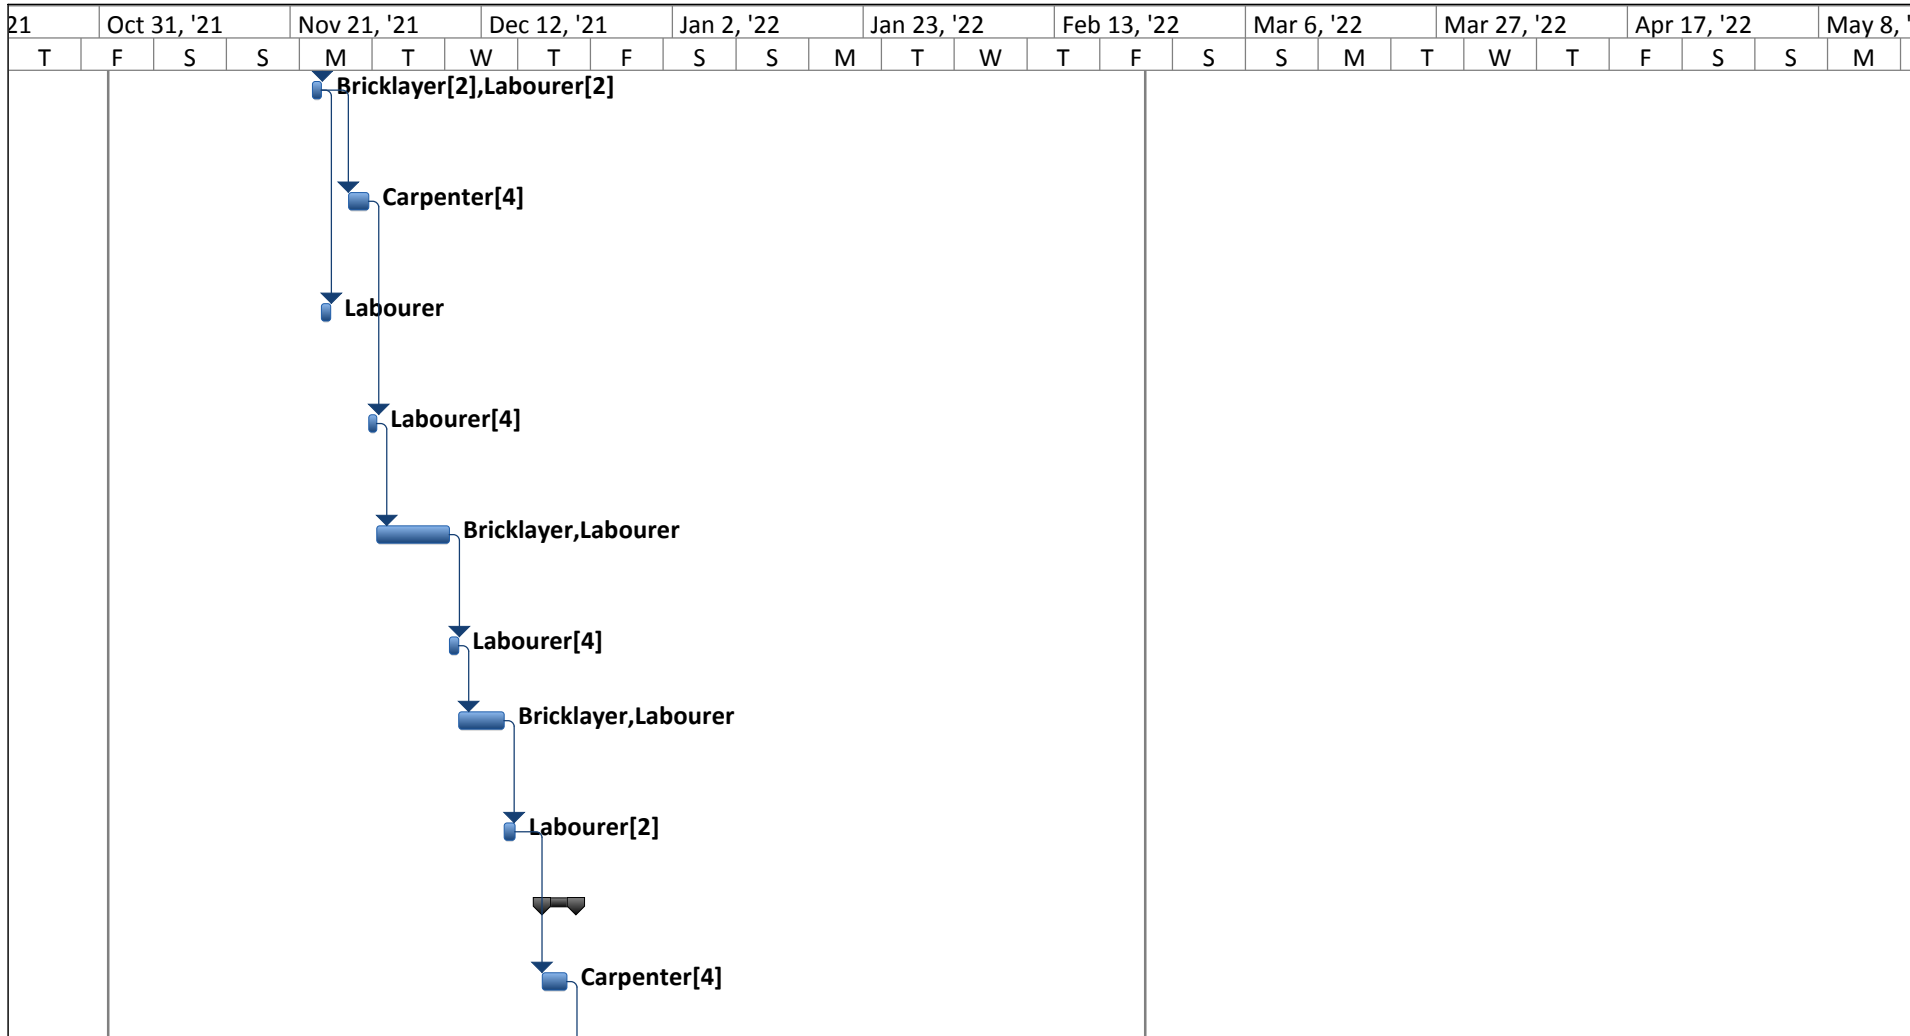 21 Oct 31, '21 Nov 21, '21 Dec 12, '21 Jan 2, '22 Jan 23, '22 Feb 13, '22 Mar 6, '22 Mar 27, '22 Apr 17, '22 May 8, '
T F S S M T W T F S S M T W T F S S M T W T F S S M
Bricklayer[2],Labourer[2]
Carpenter[4]
Labourer
Labourer[4]
Bricklayer,Labourer
Labourer[4]
Bricklayer,Labourer
Labourer[2]
Carpenter[4]